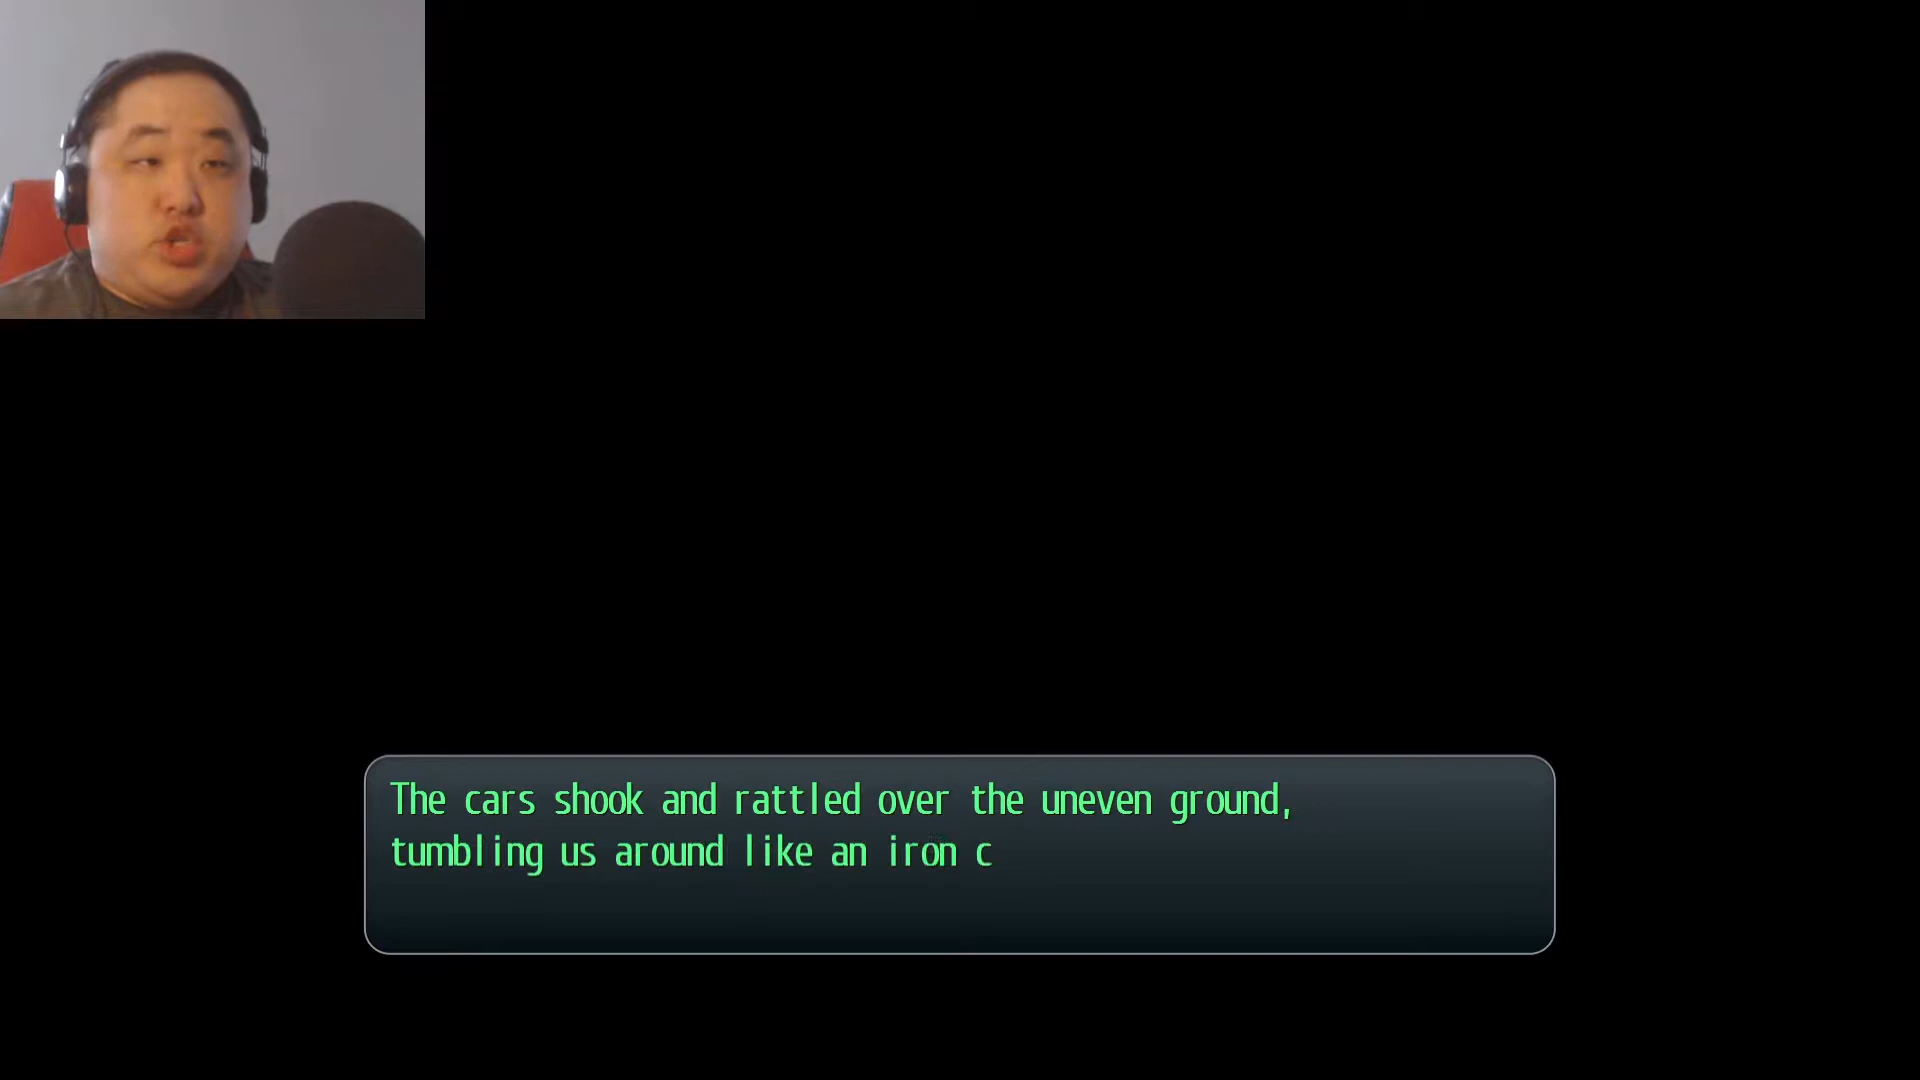 The cars shook and rattled over the uneven ground,
tumbling us around like an iron c